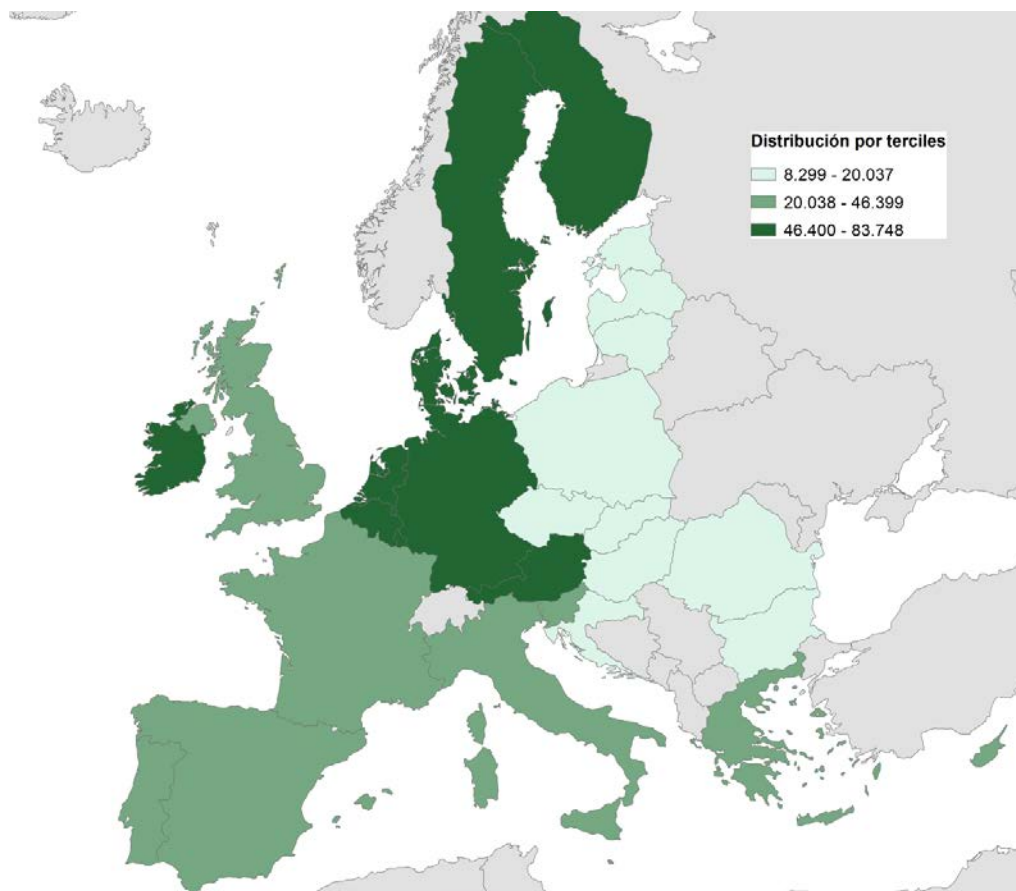 Distribución por terciles
8.299 - 20.037
20.038 - 46.399
46.400 - 83.748